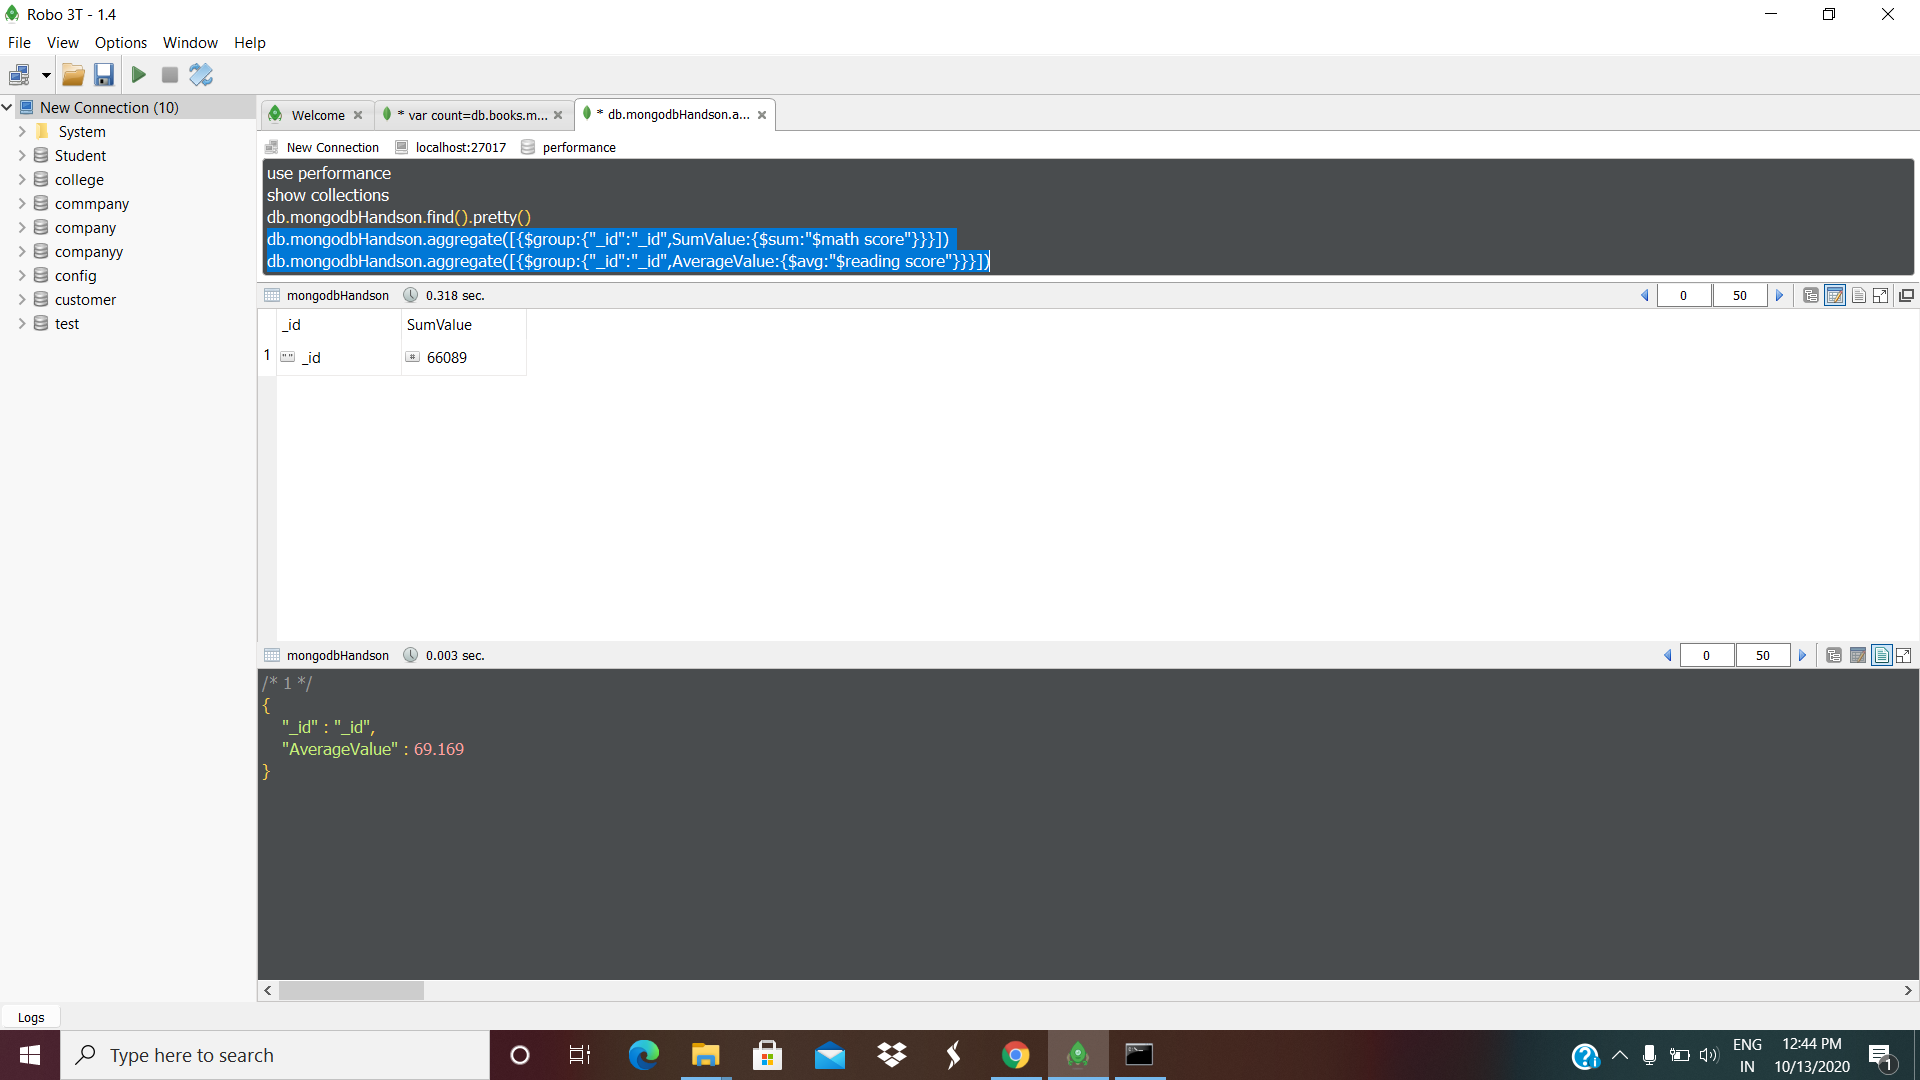 Robo 3T - 1.4
File View Options Window Help
New Connection (10)
System
Student
college
commpany
company
companyy
config
customer
test
Welcome
* var count=db.books.m...
* db.mongodbHandson.a...
New Connection localhost:27017 performance
use performance
show collections
db.mongodbHandson.find().pretty()
db.mongodbHandson.aggregate([{$group:{"_id":"_id",SumValue:{$sum:"$math score"}}}])
db.mongodbHandson.aggregate([{$group:{"_id":"_id",AverageValue:{$avg:"$reading score"}}}])
mongodbHandson 0.318 sec. 0 50
_id SumValue
1 "" _id # 66089
mongodbHandson 0.003 sec. 0 50
/* 1 */
{
"_id" : "_id",
"AverageValue" : 69.169
}
Logs
Type here to search
ENG
IN
12:44 PM
10/13/2020
1